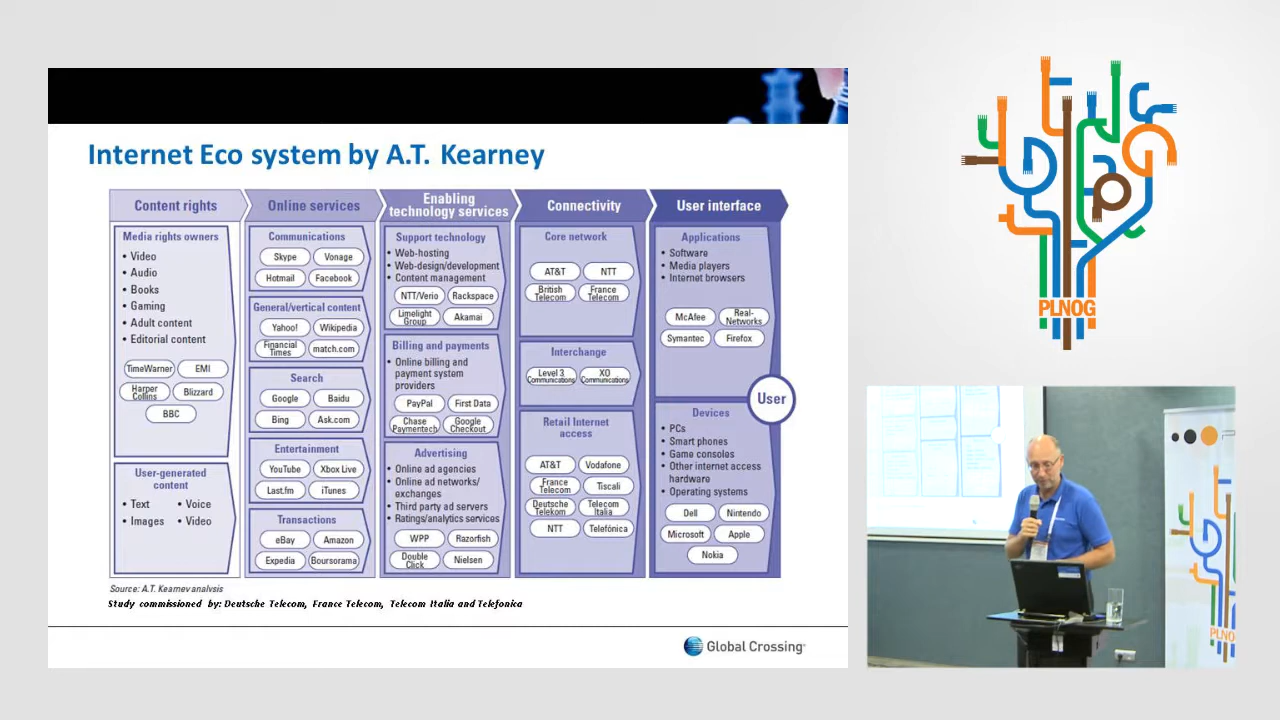 Internet Eco system by A.T. Kearney
Content rights
Media rights owners
• Video
• Audio
• Books
• Gaming
• Adult content
• Editorial content
TimeWarner
EMI
Harper
Collins
Blizzard
BBC
User-generated
content
• Text • Voice
• Images • Video
Online services
Communications
Skype
Vonage
Hotmail
Facebook
General/vertical content
Yahoo!
Wikipedia
Financial
Times
match.com
Search
Google
Baidu
Bing
Ask.com
Entertainment
YouTube
Xbox Live
Last.fm
iTunes
Transactions
eBay
Amazon
Expedia
Boursorama
Enabling
technology services
Support technology
• Web-hosting
• Web-design/development
• Content management
NTT/Verio
Rackspace
Limelight
Group
Akamai
Billing and payments
• Online billing and
payment system
providers
PayPal
First Data
Chase
Paymentech
Google
Checkout
Advertising
• Online ad agencies
• Online ad networks/
exchanges
• Third party ad servers
• Ratings/analytics services
WPP
Razorfish
Double
Click
Nielsen
Connectivity
Core network
AT&T
NTT
British
Telecom
France
Telecom
Interchange
Level 3
Communications
XO
Communications
Retail Internet
access
AT&T
Vodafone
France
Telecom
Tiscali
Deutsche
Telekom
Telecom
Italia
NTT
Telefónica
User interface
Applications
• Software
• Media players
• Internet browsers
McAfee
Real-
Networks
Symantec
Firefox
Devices
• PCs
• Smart phones
• Game consoles
• Other internet access
hardware
• Operating systems
Dell
Nintendo
Microsoft
Apple
Nokia
User
Source: A.T. Kearney analysis
Study commissioned by: Deutsche Telecom, France Telecom, Telecom Italia and Telefonica
Global Crossing
PLNOG